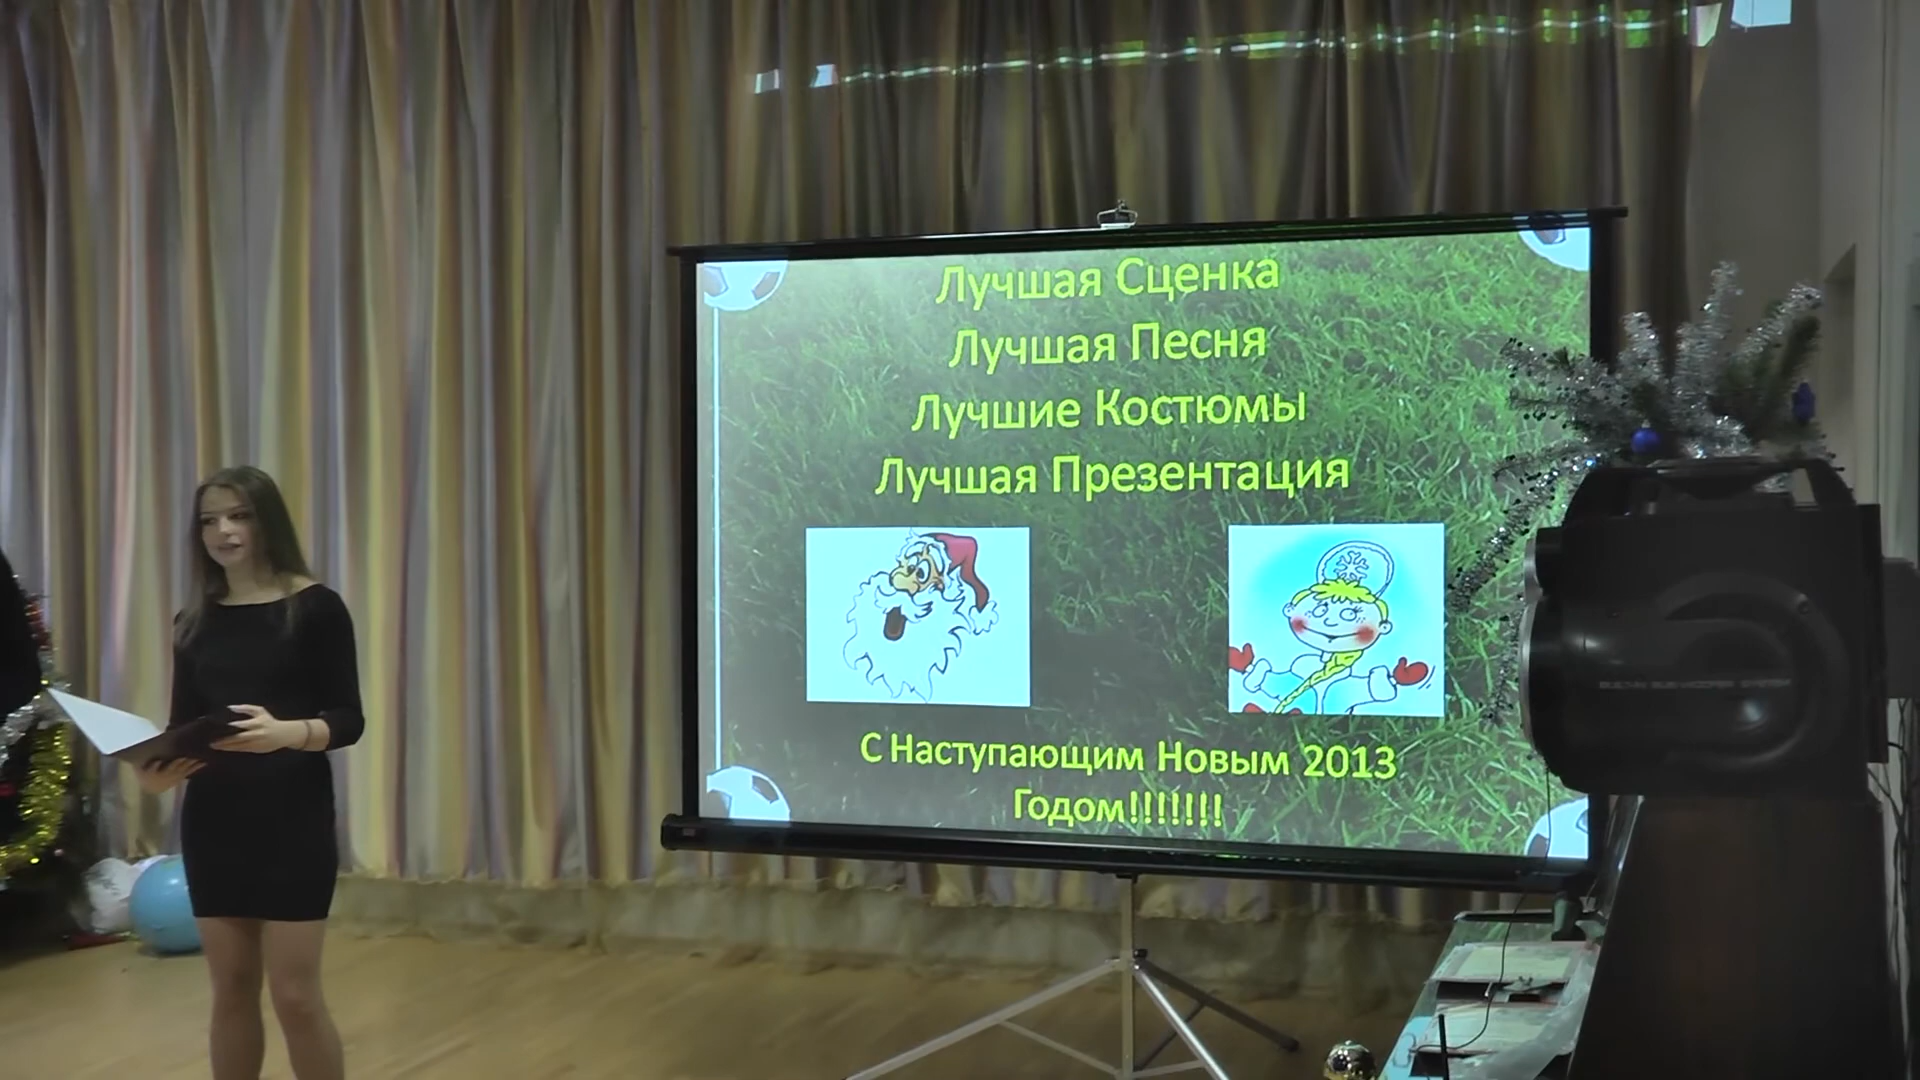 Лучшая Сценка
Лучшая Песня
Лучшие Костюмы
Лучшая Презентация
С Наступающим Новым 2013
Годом!!!!!!!